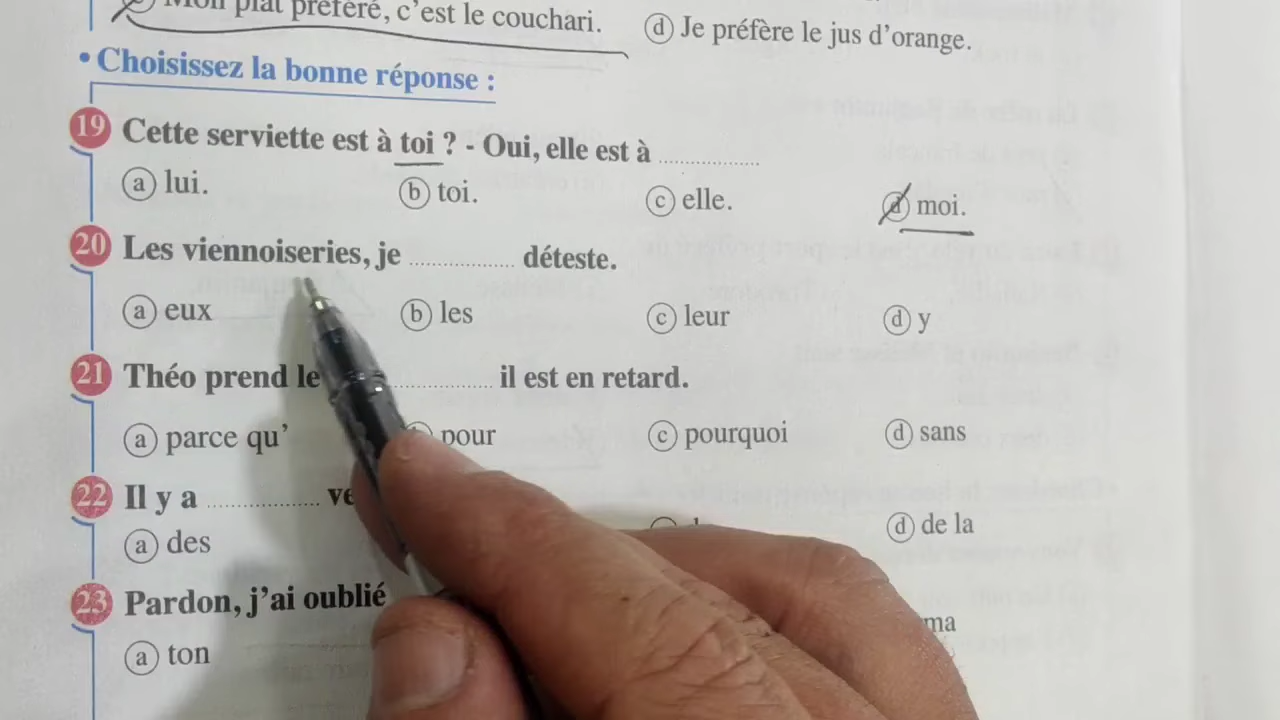 Mon plat préféré, c'est le couchari.
d Je préfère le jus d'orange.
• Choisissez la bonne réponse :
19 Cette serviette est à toi ? - Oui, elle est à ..................
a lui. b toi. c elle. d moi.
20 Les viennoiseries, je .................. déteste.
a eux b les c leur d y
21 Théo prend le .................. il est en retard.
a parce qu' pour c pourquoi d sans
22 Il y a ..................
a des d de la
23 Pardon, j'ai oublié
a ton ma